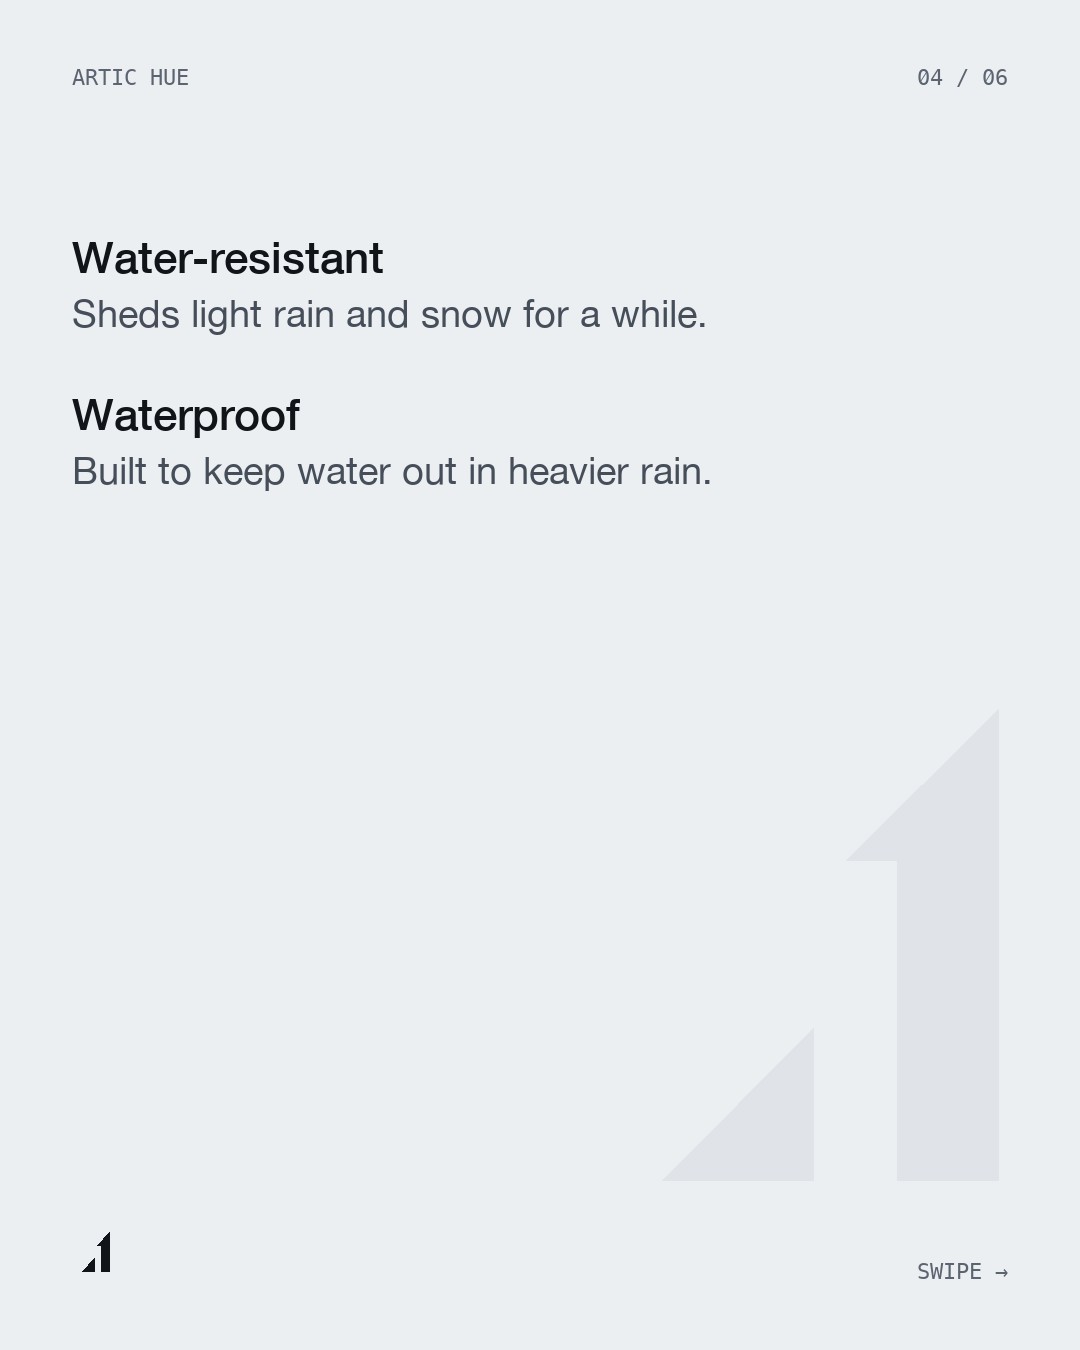 ARTIC HUE
04 / 06
Water-resistant
Sheds light rain and snow for a while.
Waterproof
Built to keep water out in heavier rain.
SWIPE →